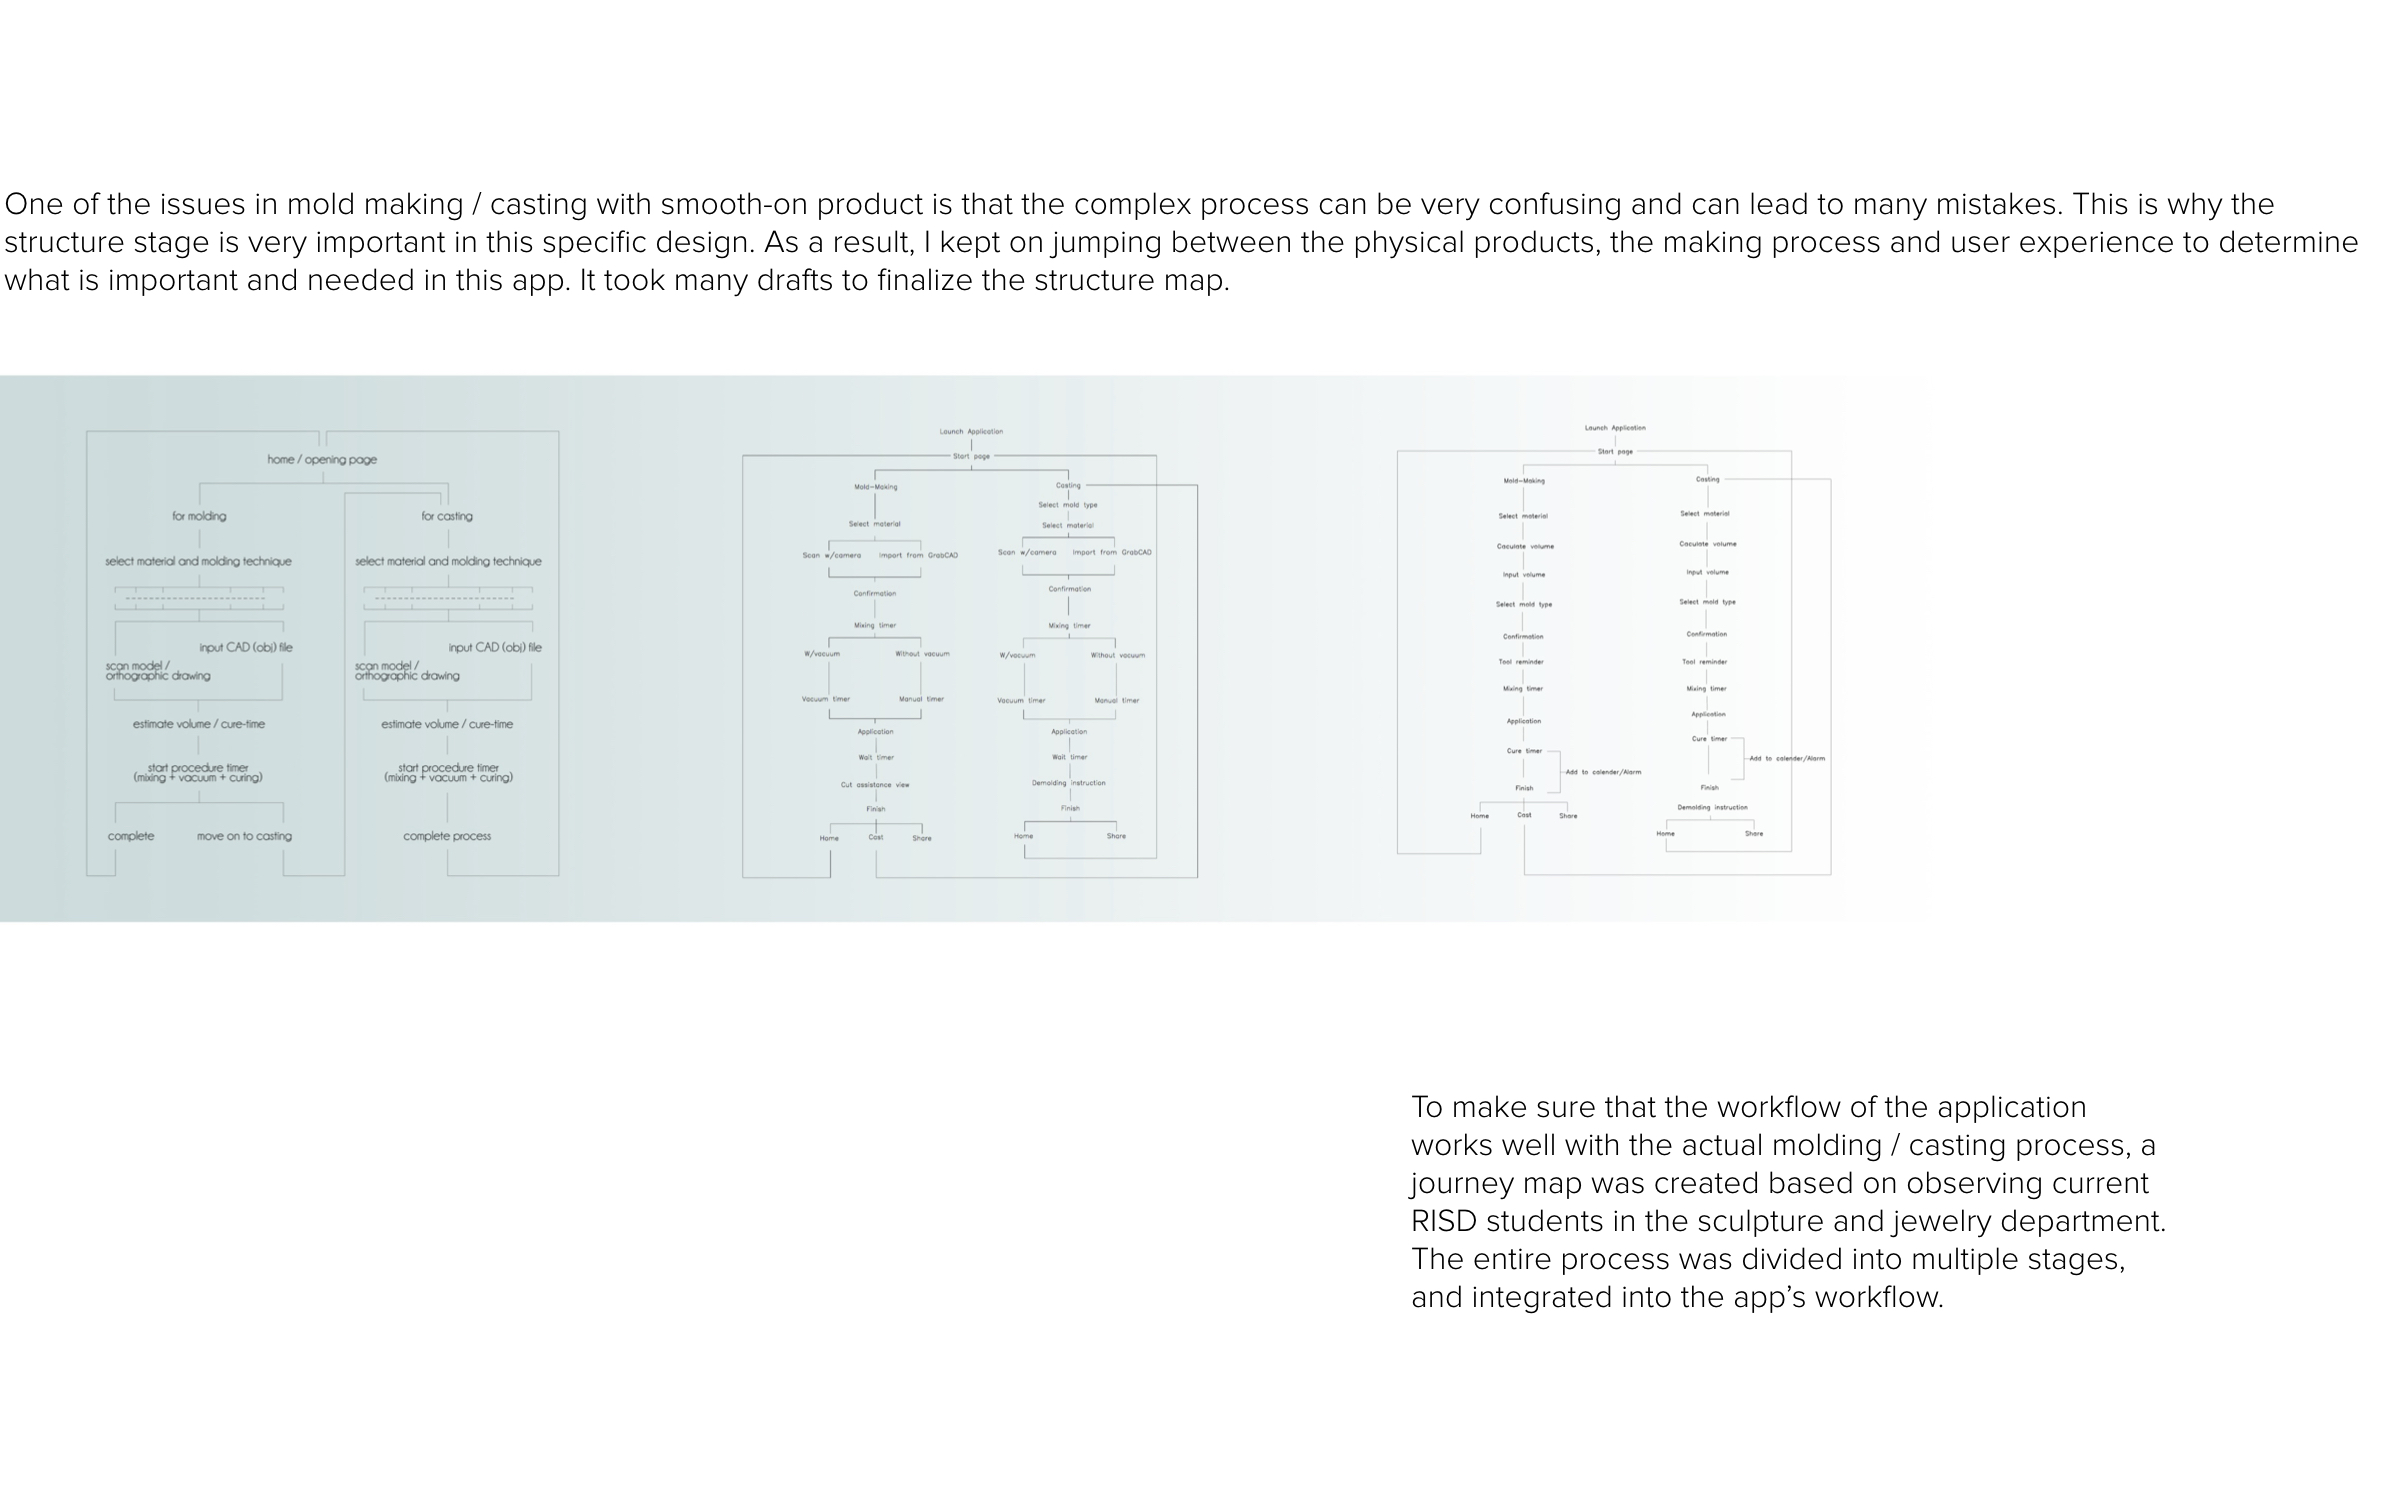 One of the issues in mold making / casting with smooth-on product is that the complex process can be very confusing and can lead to many mistakes. This is why the
structure stage is very important in this specific design. As a result, I kept on jumping between the physical products, the making process and user experience to determine
what is important and needed in this app. It took many drafts to finalize the structure map.
home / opening page
for molding
for casting
select material and molding technique
select material and molding technique
input CAD (obj) file
input CAD (obj) file
scan model /
orthographic drawing
scan model /
orthographic drawing
estimate volume / cure-time
estimate volume / cure-time
start procedure timer
(mixing + vacuum + curing)
start procedure timer
(mixing + vacuum + curing)
complete
move on to casting
complete process
Launch Application
Start page
Mold-Making
Casting
Select mold type
Select material
Select material
Scan w/camera
Import from GrabCAD
Scan w/camera
Import from GrabCAD
Confirmation
Confirmation
Mixing timer
Mixing timer
W/vacuum
Without vacuum
W/vacuum
Without vacuum
Vacuum timer
Manual timer
Vacuum timer
Manual timer
Application
Application
Wait timer
Wait timer
Cut assistance view
Demolding instruction
Finish
Finish
Home
Cast
Share
Home
Share
Launch Application
Start page
Mold-Making
Casting
Select material
Select material
Caculate volume
Caculate volume
Input volume
Input volume
Select mold type
Select mold type
Confirmation
Confirmation
Tool reminder
Tool reminder
Mixing timer
Mixing timer
Application
Application
Cure timer
Cure timer
Add to calender/Alarm
Add to calender/Alarm
Finish
Finish
Demolding instruction
Home
Cast
Share
Home
Share
To make sure that the workflow of the application
works well with the actual molding / casting process, a
journey map was created based on observing current
RISD students in the sculpture and jewelry department.
The entire process was divided into multiple stages,
and integrated into the app’s workflow.